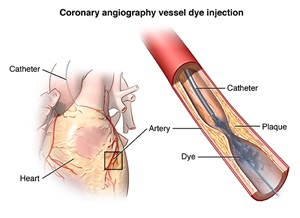 Coronary angiography vessel dye injection
Catheter
Catheter
Artery
Plaque
Dye
Heart